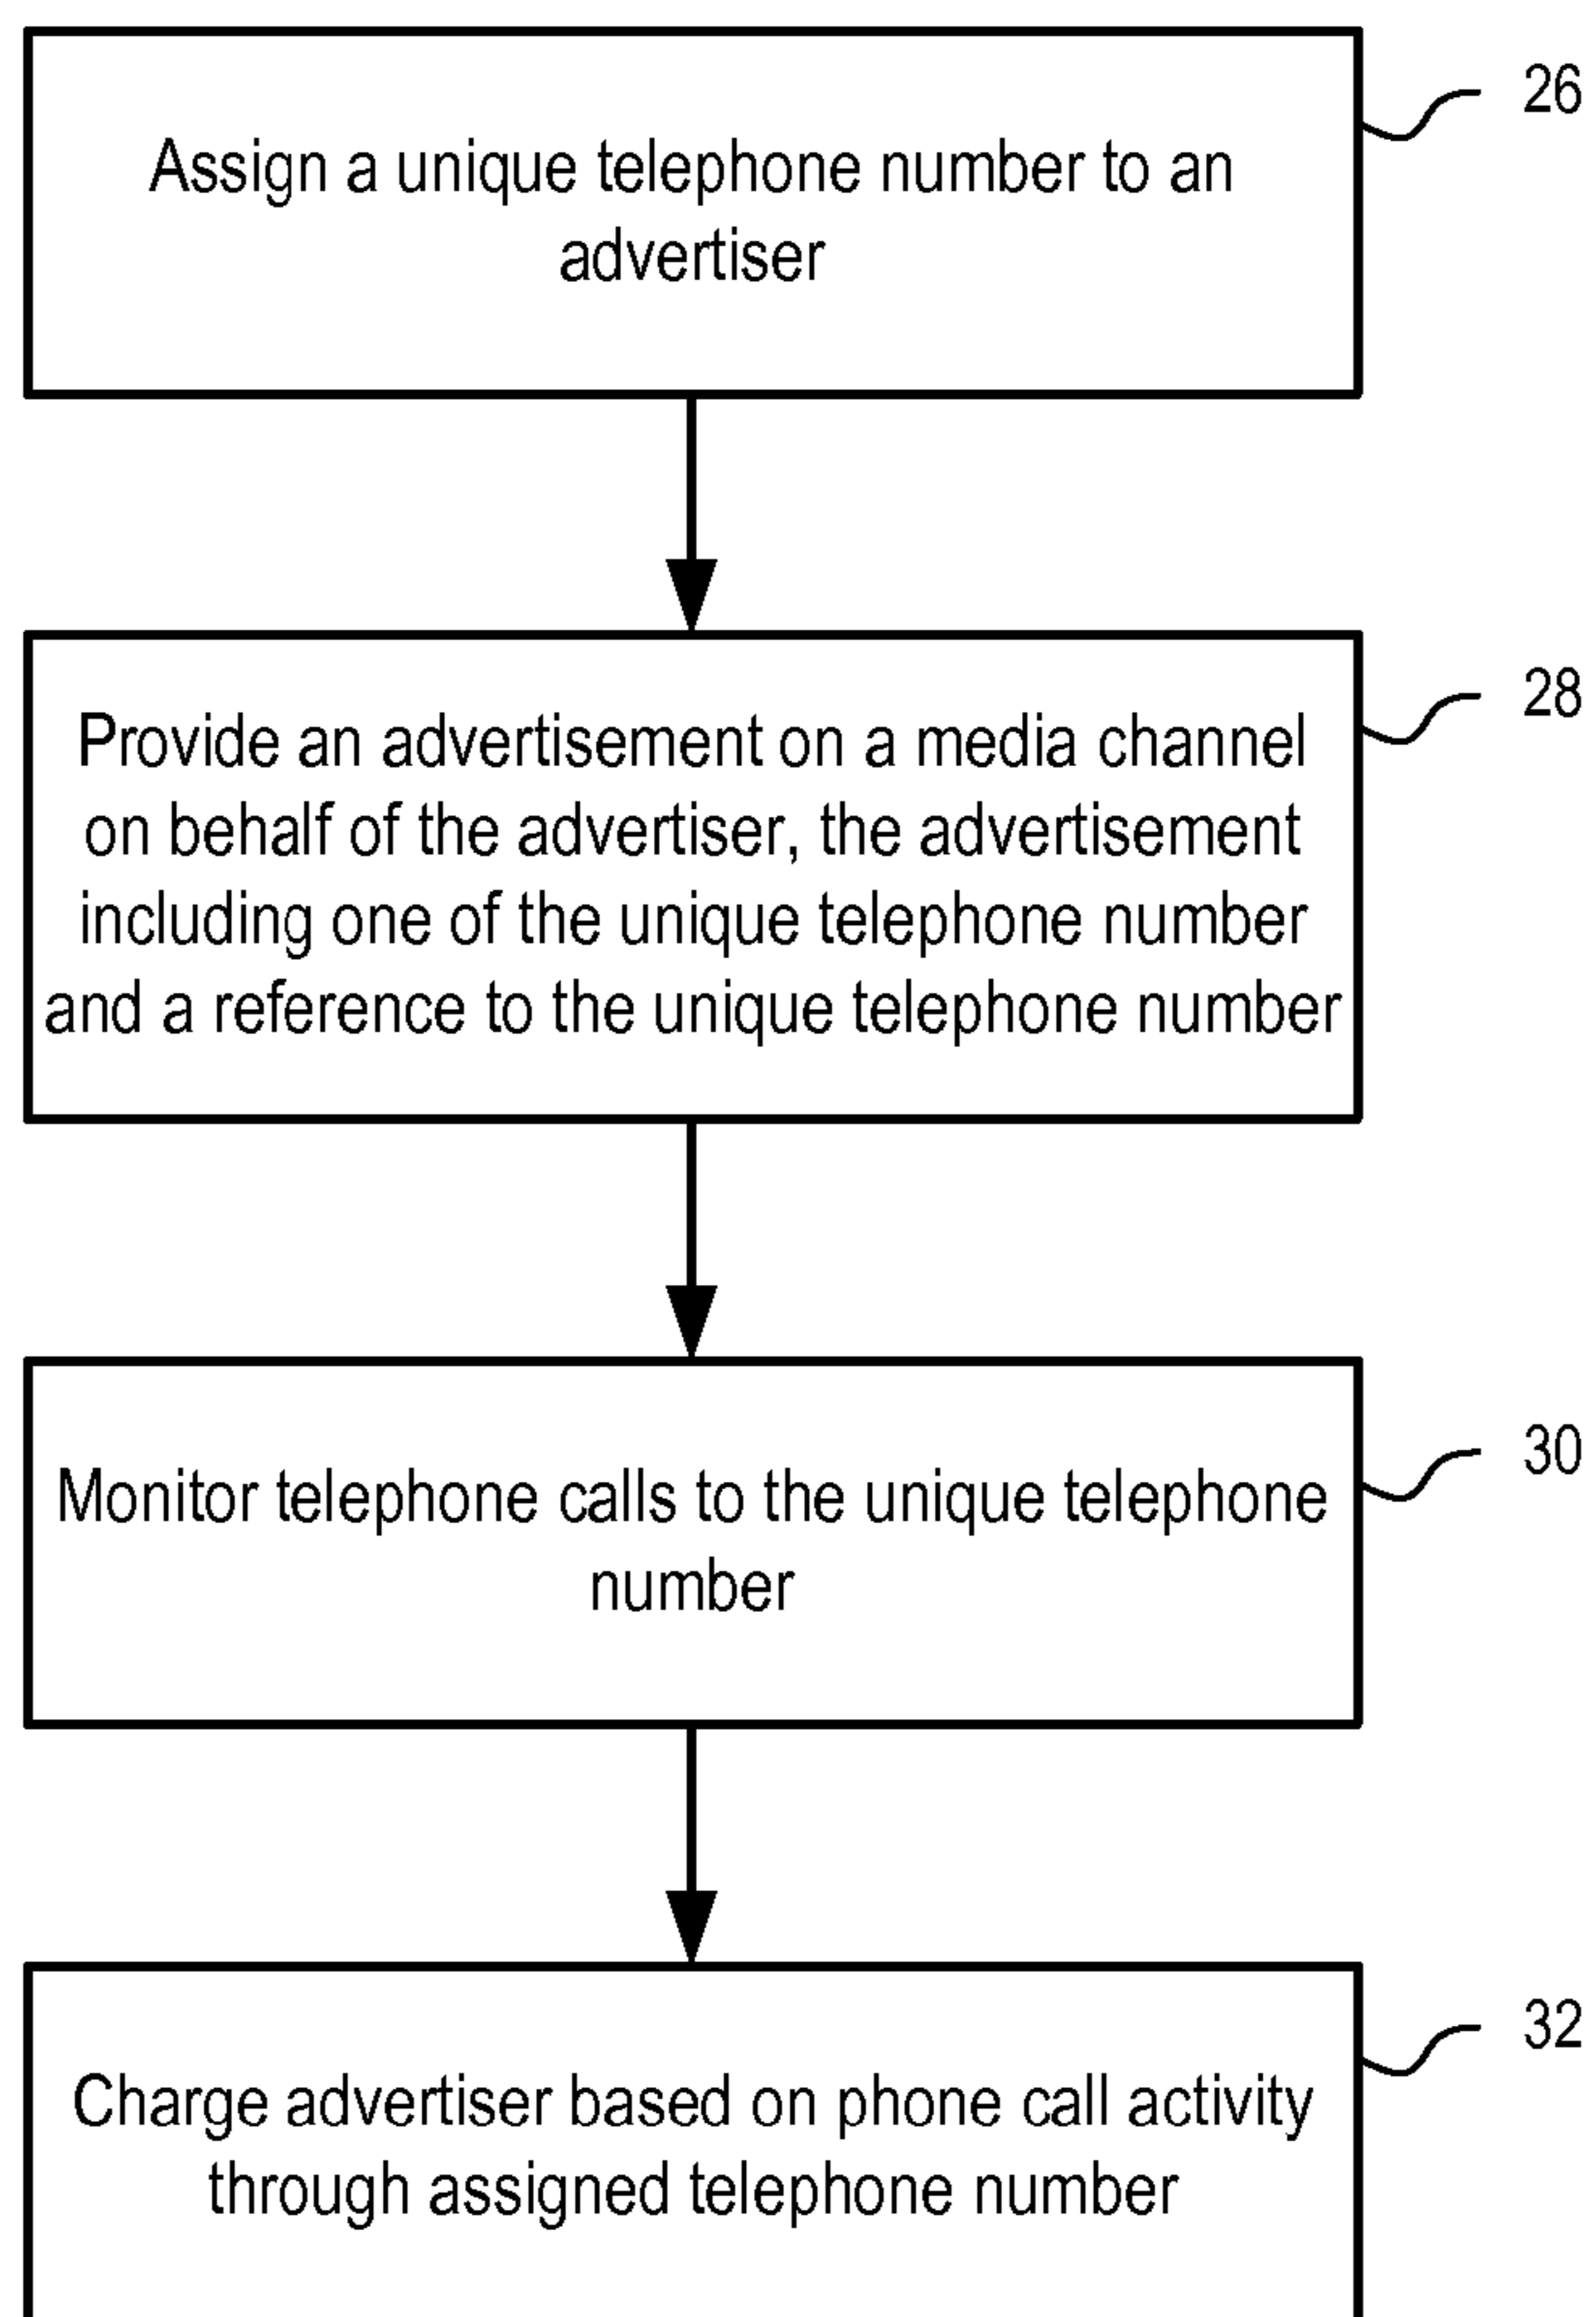 26
Assign a unique telephone number to an
advertiser
28
Provide an advertisement on a media channel
on behalf of the advertiser, the advertisement
including one of the unique telephone number
and a reference to the unique telephone number
30
Monitor telephone calls to the unique telephone
number
32
Charge advertiser based on phone call activity
through assigned telephone number